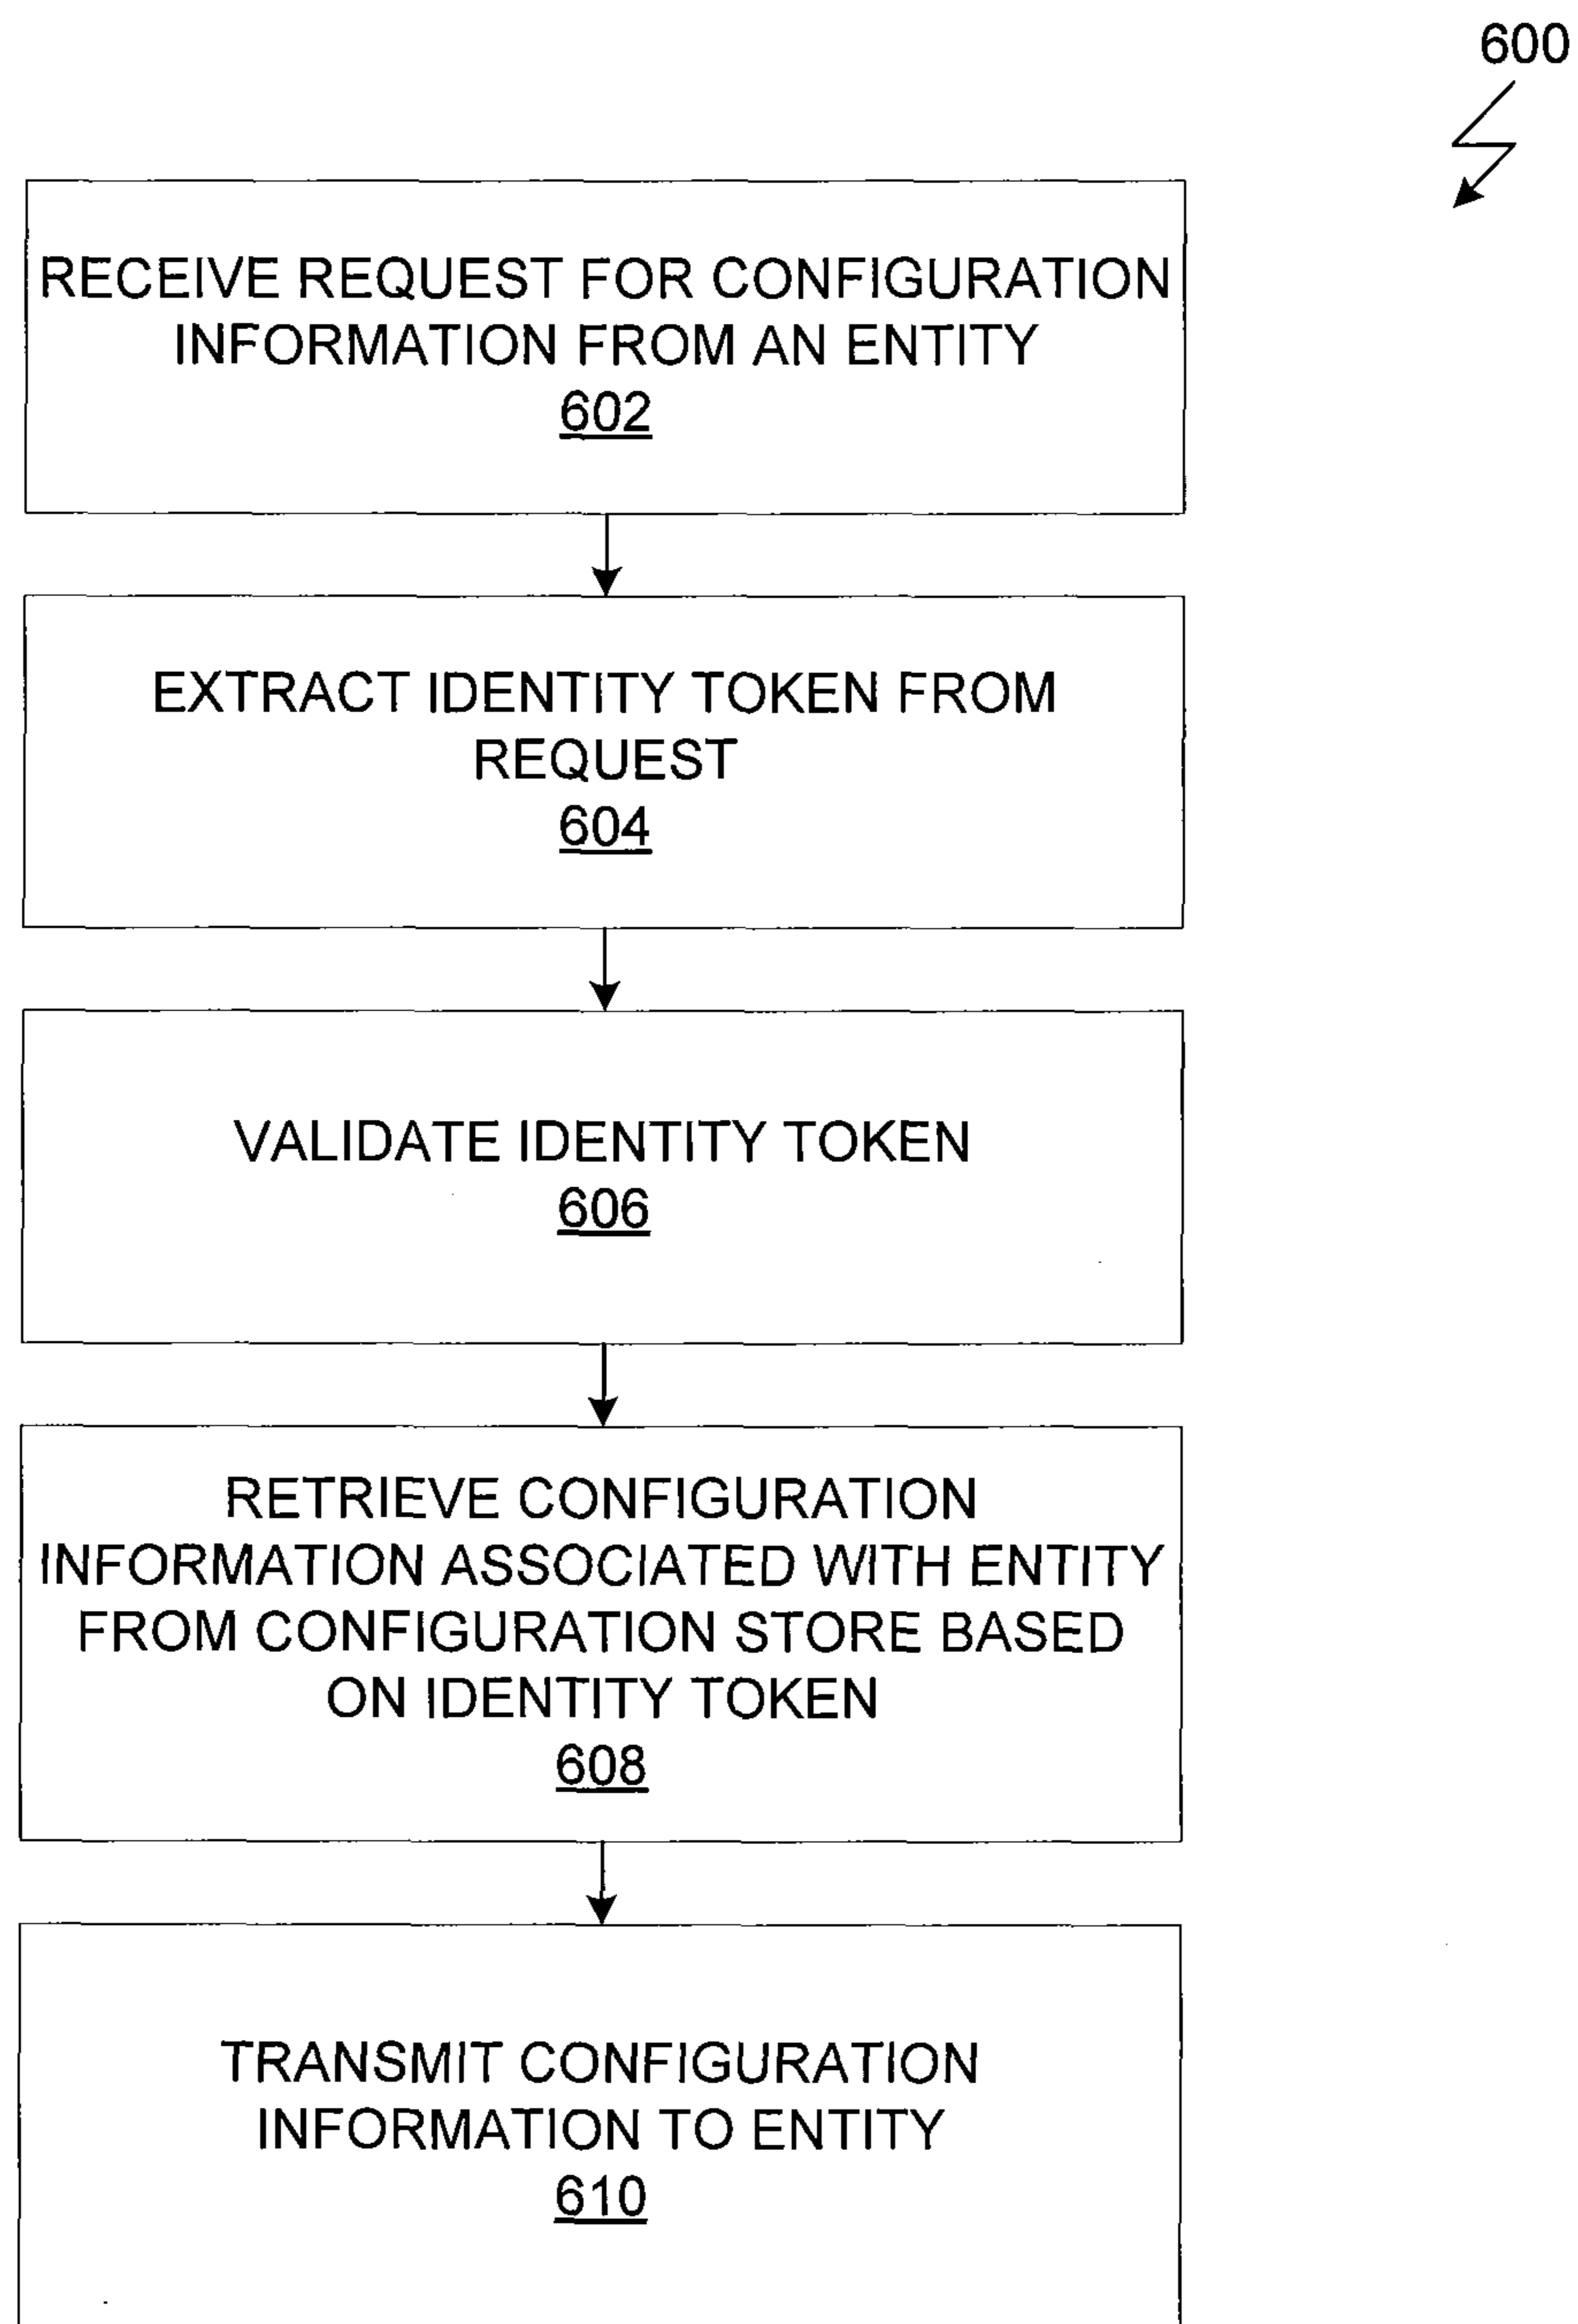 600
RECEIVE REQUEST FOR CONFIGURATION
INFORMATION FROM AN ENTITY
602
EXTRACT IDENTITY TOKEN FROM
REQUEST
604
VALIDATE IDENTITY TOKEN
606
RETRIEVE CONFIGURATION
INFORMATION ASSOCIATED WITH ENTITY
FROM CONFIGURATION STORE BASED
ON IDENTITY TOKEN
608
TRANSMIT CONFIGURATION
INFORMATION TO ENTITY
610